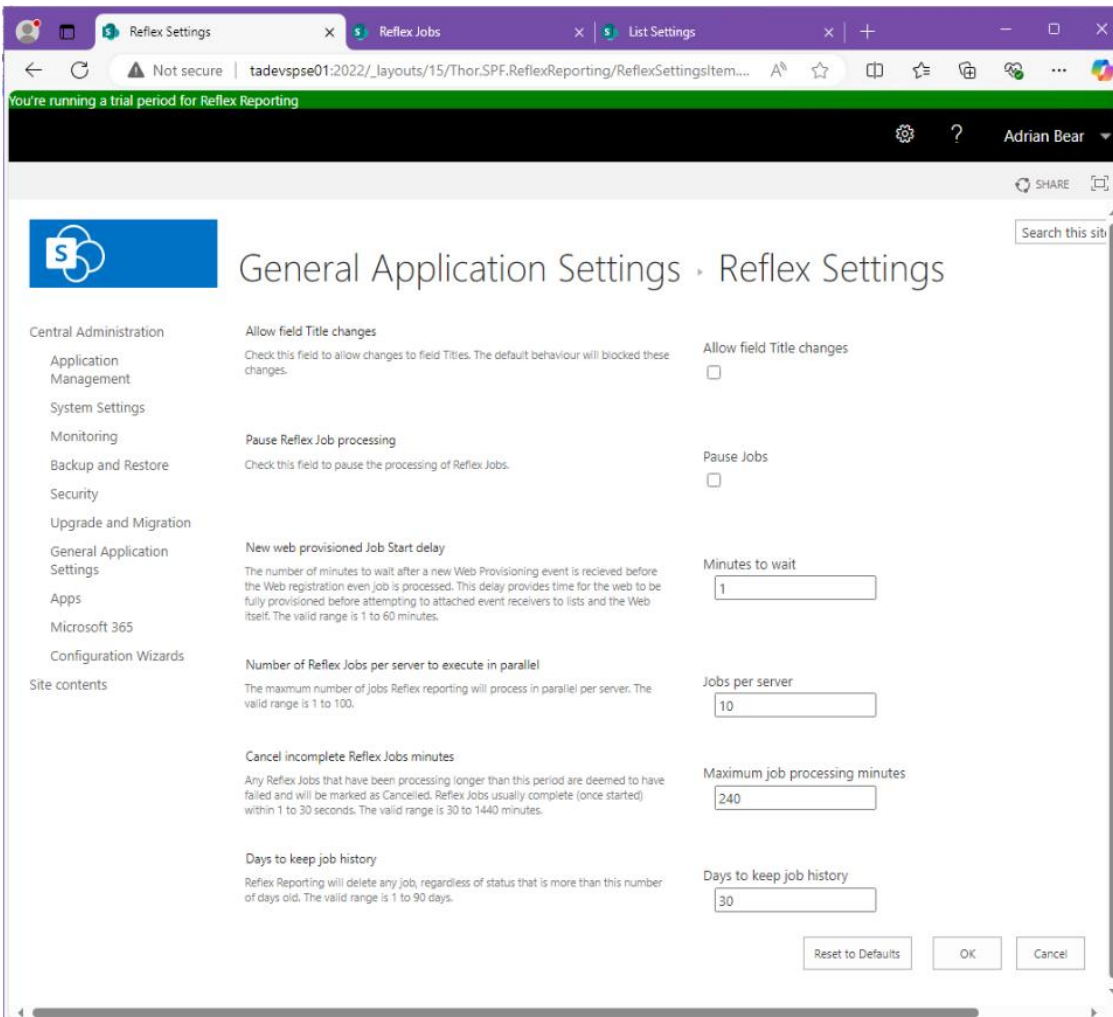 Reflex Settings
Reflex Jobs
List Settings
Not secure
tadevspse01:2022/_layouts/15/Thor.SPF.ReflexReporting/ReflexSettingsItem....
You're running a trial period for Reflex Reporting
?
Adrian Bear
SHARE
S
Search this site
General Application Settings › Reflex Settings
Central Administration
Application
Management
System Settings
Monitoring
Backup and Restore
Security
Upgrade and Migration
General Application
Settings
Apps
Microsoft 365
Configuration Wizards
Site contents
Allow field Title changes
Check this field to allow changes to field Titles. The default behaviour will blocked these
changes.
Allow field Title changes
Pause Reflex Job processing
Check this field to pause the processing of Reflex Jobs.
Pause Jobs
New web provisioned Job Start delay
The number of minutes to wait after a new Web Provisioning event is recieved before
the Web registration even job is processed. This delay provides time for the web to be
fully provisioned before attempting to attached event receivers to lists and the Web
itself. The valid range is 1 to 60 minutes.
Minutes to wait
1
Number of Reflex Jobs per server to execute in parallel
The maxmum number of jobs Reflex reporting will process in parallel per server. The
valid range is 1 to 100.
Jobs per server
10
Cancel incomplete Reflex Jobs minutes
Any Reflex Jobs that have been processing longer than this period are deemed to have
failed and will be marked as Cancelled. Reflex Jobs usually complete (once started)
within 1 to 30 seconds. The valid range is 30 to 1440 minutes.
Maximum job processing minutes
240
Days to keep job history
Reflex Reporting will delete any job, regardless of status that is more than this number
of days old. The valid range is 1 to 90 days.
Days to keep job history
30
Reset to Defaults
OK
Cancel